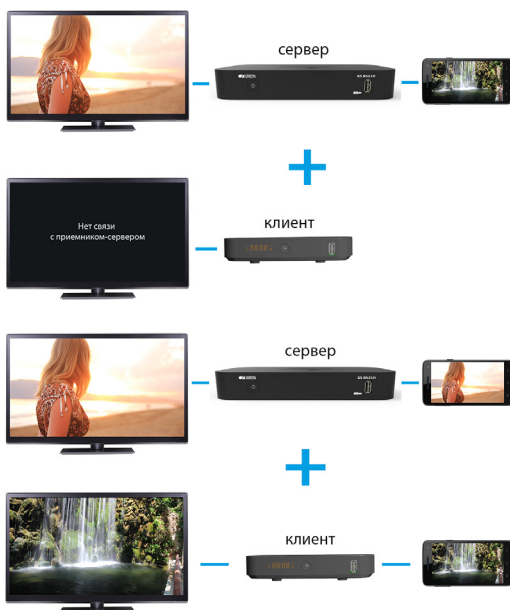 сервер
Нет связи
с приемником-сервером
клиент
сервер
клиент